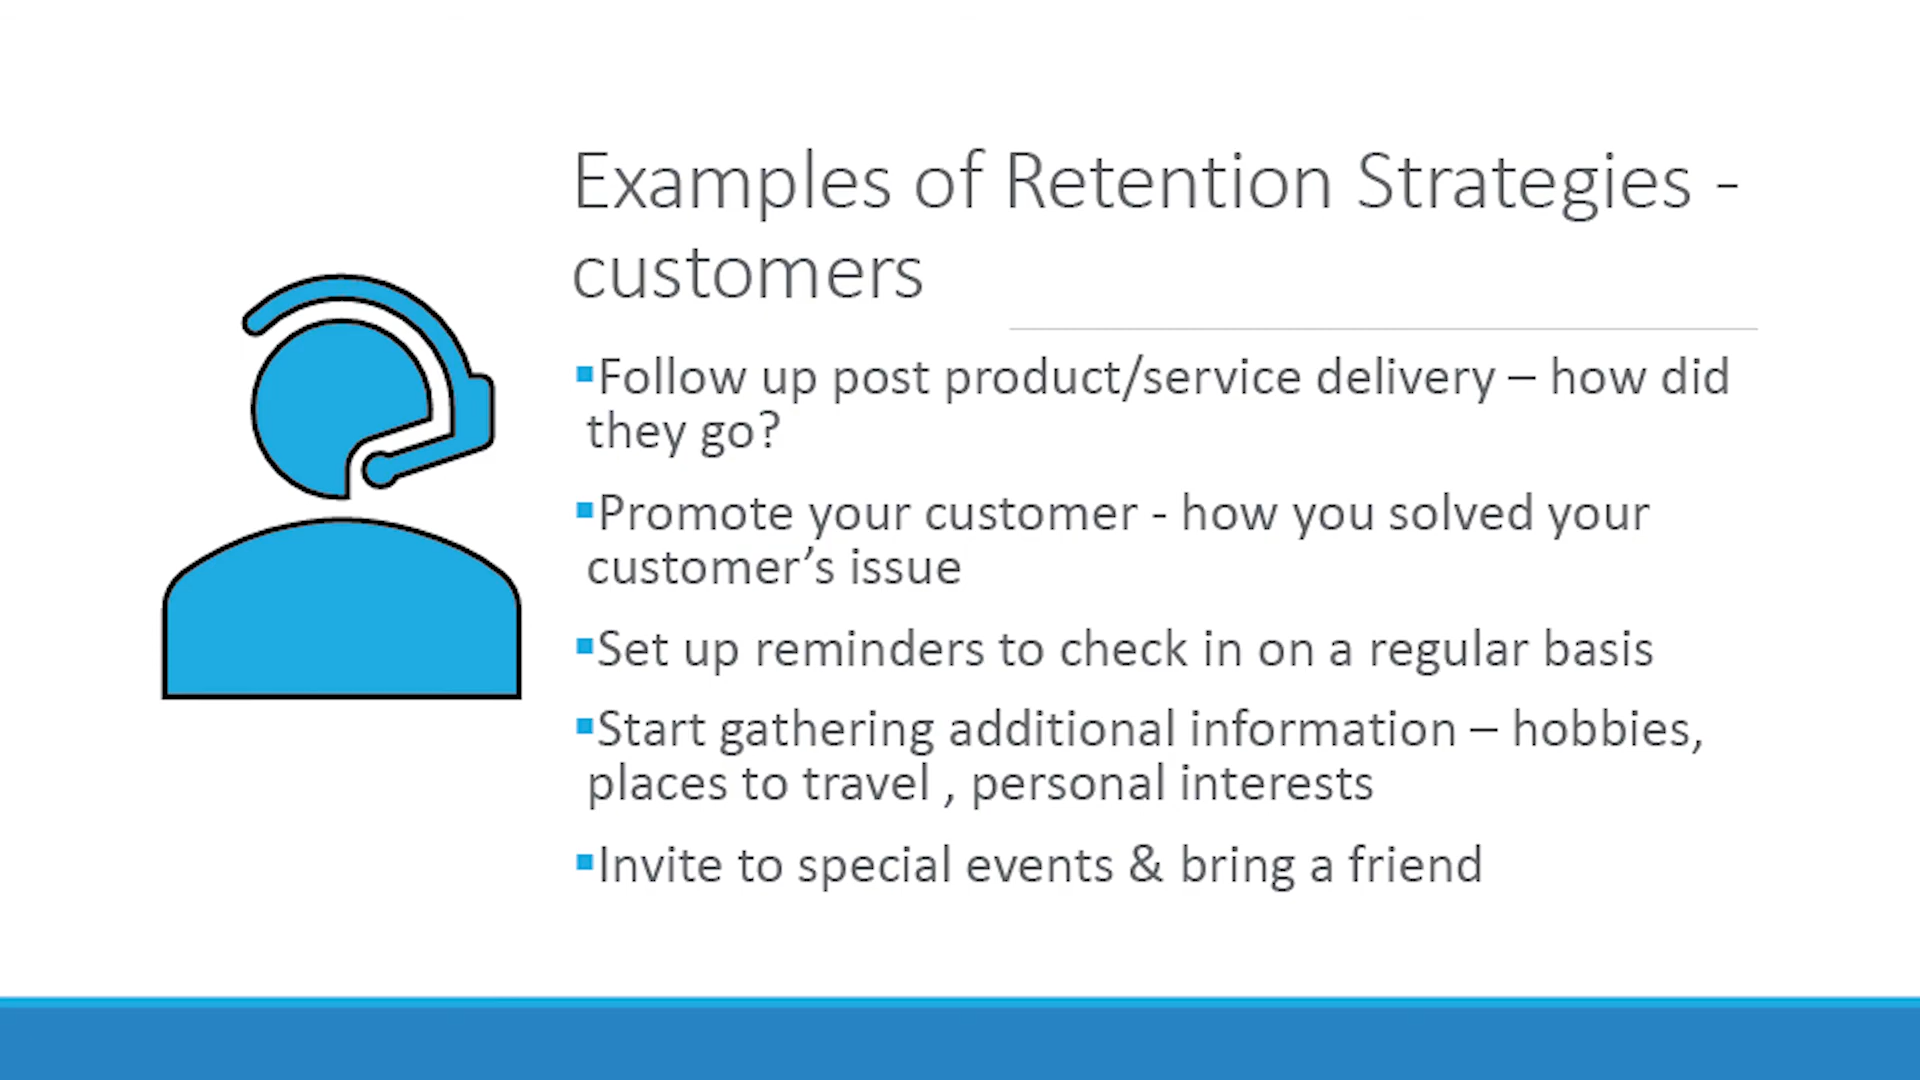 Examples of Retention Strategies -
customers
▪Follow up post product/service delivery – how did
they go?
▪Promote your customer - how you solved your
customer’s issue
▪Set up reminders to check in on a regular basis
▪Start gathering additional information – hobbies,
places to travel , personal interests
▪Invite to special events & bring a friend